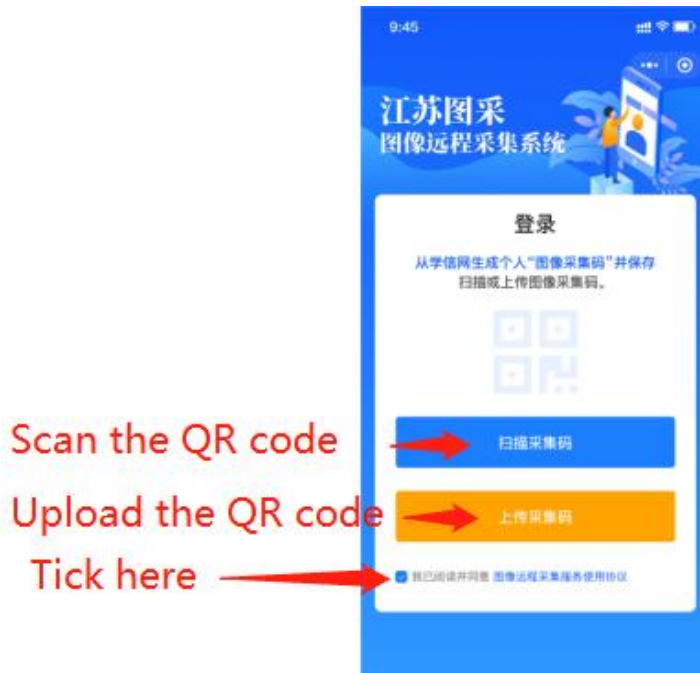 9:45
江苏图采
图像远程采集系统
登录
从学信网生成个人“图像采集码”并保存
扫描或上传图像采集码。
Scan the QR code
扫描采集码
Upload the QR code
上传采集码
Tick here
我已阅读并同意 图像远程采集服务使用协议